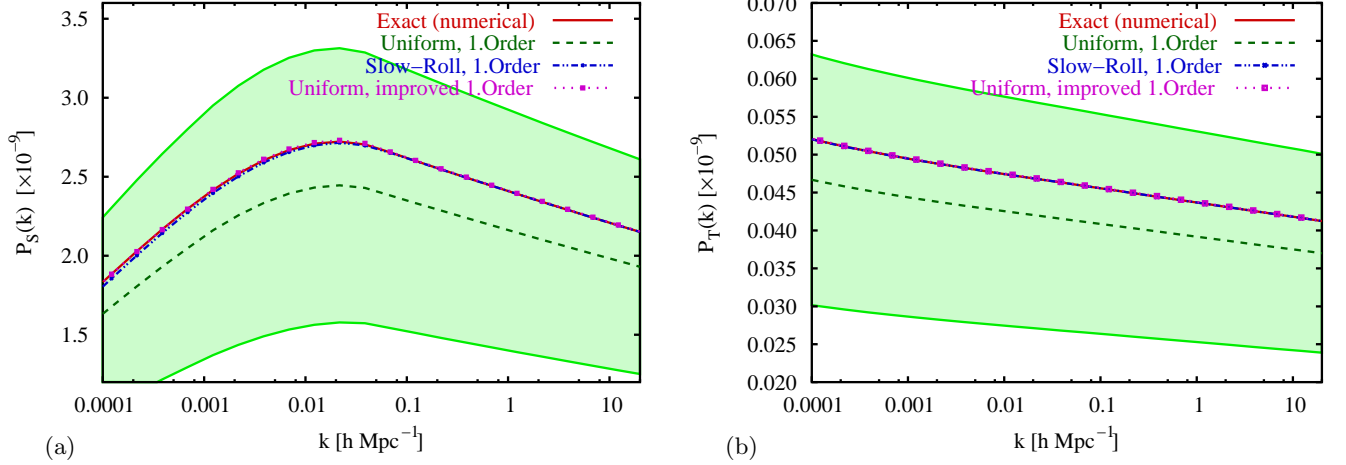 3.5
3.0
2.5
2.0
1.5
P_S(k) [×10^−9]
Exact (numerical)
Uniform, 1.Order
Slow−Roll, 1.Order
Uniform, improved 1.Order
0.0001 0.001 0.01 0.1 1 10
k [h Mpc^−1]
(a)
0.070
0.065
0.060
0.055
0.050
0.045
0.040
0.035
0.030
0.025
0.020
P_T(k) [×10^−9]
Exact (numerical)
Uniform, 1.Order
Slow−Roll, 1.Order
Uniform, improved 1.Order
0.0001 0.001 0.01 0.1 1 10
k [h Mpc^−1]
(b)